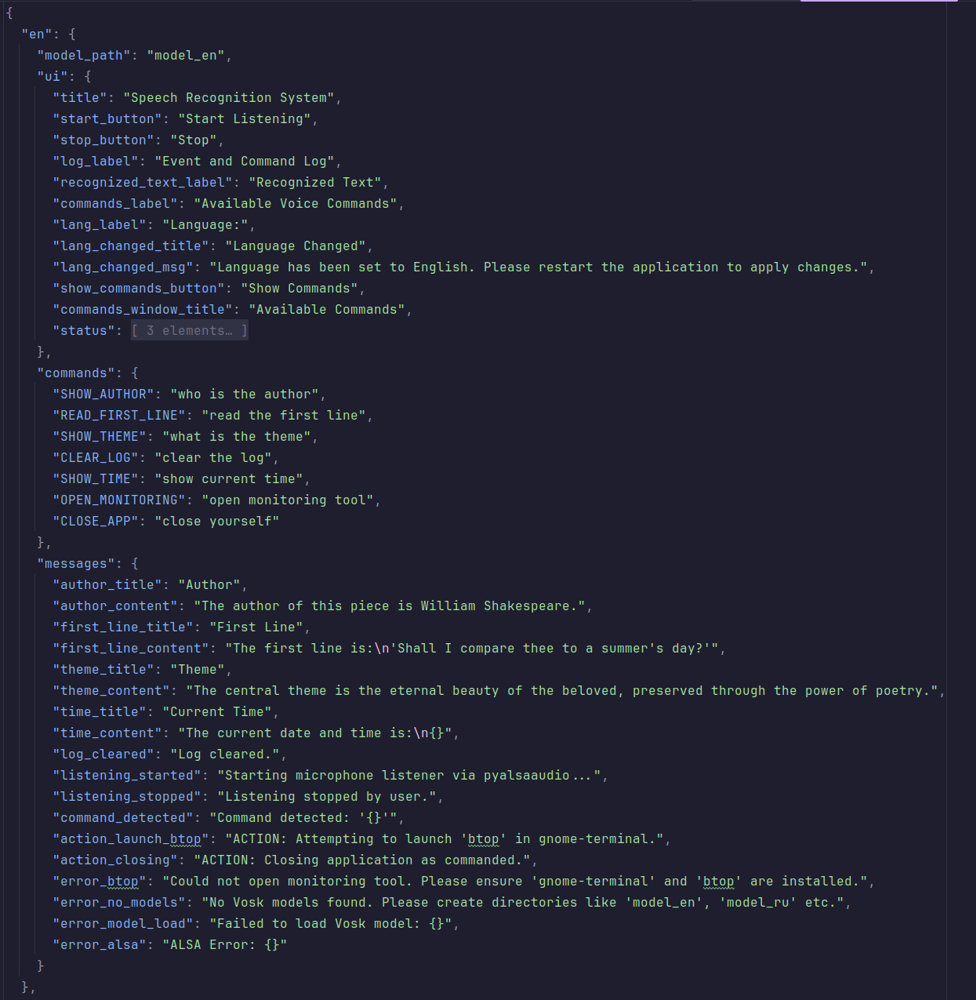 {
  "en": {
    "model_path": "model_en",
    "ui": {
      "title": "Speech Recognition System",
      "start_button": "Start Listening",
      "stop_button": "Stop",
      "log_label": "Event and Command Log",
      "recognized_text_label": "Recognized Text",
      "commands_label": "Available Voice Commands",
      "lang_label": "Language:",
      "lang_changed_title": "Language Changed",
      "lang_changed_msg": "Language has been set to English. Please restart the application to apply changes.",
      "show_commands_button": "Show Commands",
      "commands_window_title": "Available Commands",
      "status": [ 3 elements… ]
    },
    "commands": {
      "SHOW_AUTHOR": "who is the author",
      "READ_FIRST_LINE": "read the first line",
      "SHOW_THEME": "what is the theme",
      "CLEAR_LOG": "clear the log",
      "SHOW_TIME": "show current time",
      "OPEN_MONITORING": "open monitoring tool",
      "CLOSE_APP": "close yourself"
    },
    "messages": {
      "author_title": "Author",
      "author_content": "The author of this piece is William Shakespeare.",
      "first_line_title": "First Line",
      "first_line_content": "The first line is:\n'Shall I compare thee to a summer's day?'",
      "theme_title": "Theme",
      "theme_content": "The central theme is the eternal beauty of the beloved, preserved through the power of poetry.",
      "time_title": "Current Time",
      "time_content": "The current date and time is:\n{}",
      "log_cleared": "Log cleared.",
      "listening_started": "Starting microphone listener via pyalsaaudio...",
      "listening_stopped": "Listening stopped by user.",
      "command_detected": "Command detected: '{}'",
      "action_launch_btop": "ACTION: Attempting to launch 'btop' in gnome-terminal.",
      "action_closing": "ACTION: Closing application as commanded.",
      "error_btop": "Could not open monitoring tool. Please ensure 'gnome-terminal' and 'btop' are installed.",
      "error_no_models": "No Vosk models found. Please create directories like 'model_en', 'model_ru' etc.",
      "error_model_load": "Failed to load Vosk model: {}",
      "error_alsa": "ALSA Error: {}"
    }
  },